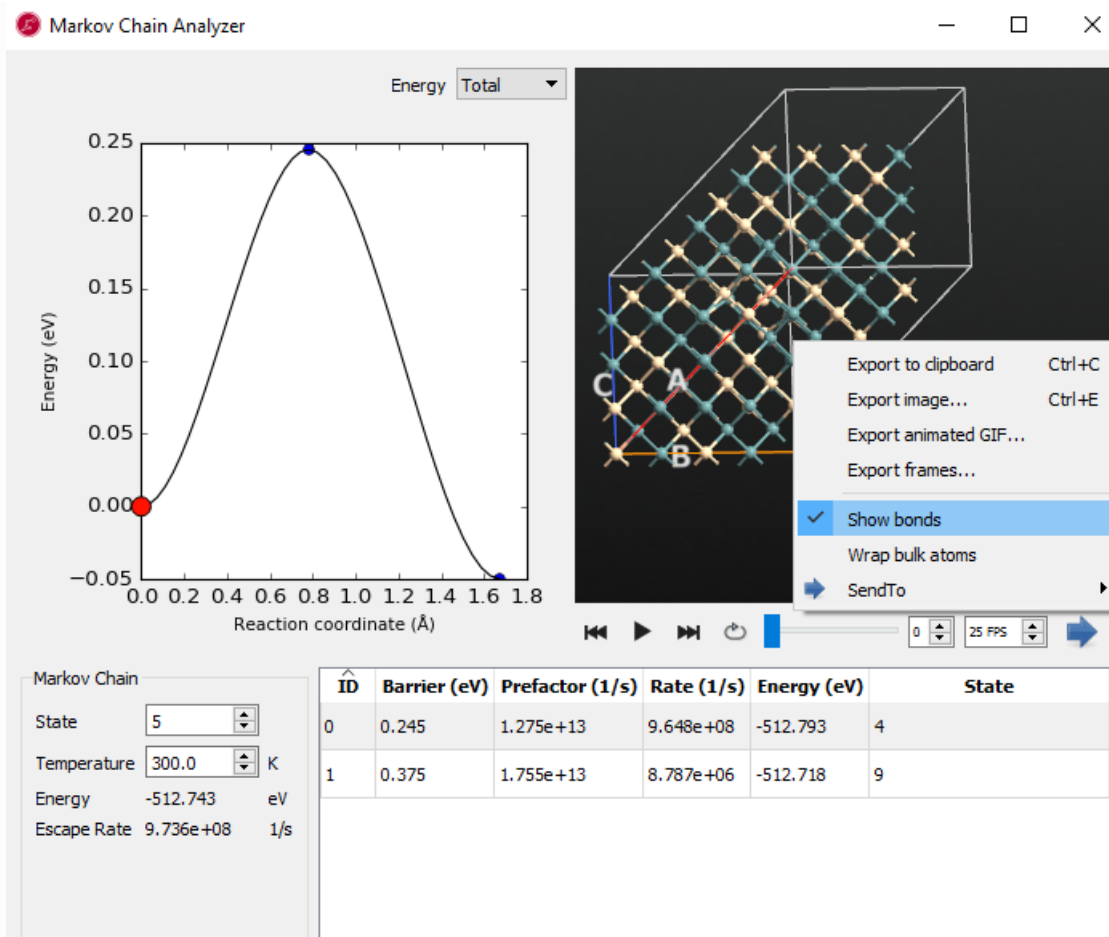 Markov Chain Analyzer
Energy Total
0.25
0.20
0.15
0.10
0.05
0.00
−0.05
Energy (eV)
0.0 0.2 0.4 0.6 0.8 1.0 1.2 1.4 1.6 1.8
Reaction coordinate (Å)
C A
B
Export to clipboard Ctrl+C
Export image... Ctrl+E
Export animated GIF...
Export frames...
Show bonds
Wrap bulk atoms
SendTo
0 25 FPS
Markov Chain
State 5
Temperature 300.0 K
Energy -512.743 eV
Escape Rate 9.736e+08 1/s
ID Barrier (eV) Prefactor (1/s) Rate (1/s) Energy (eV) State
0 0.245 1.275e+13 9.648e+08 -512.793 4
1 0.375 1.755e+13 8.787e+06 -512.718 9